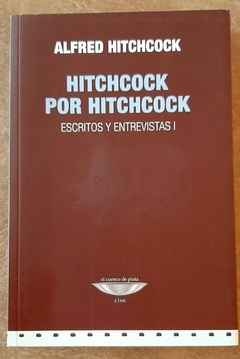 ALFRED HITCHCOCK
HITCHCOCK
POR HITCHCOCK
ESCRITOS Y ENTREVISTAS I
el cuenco de plata
cine